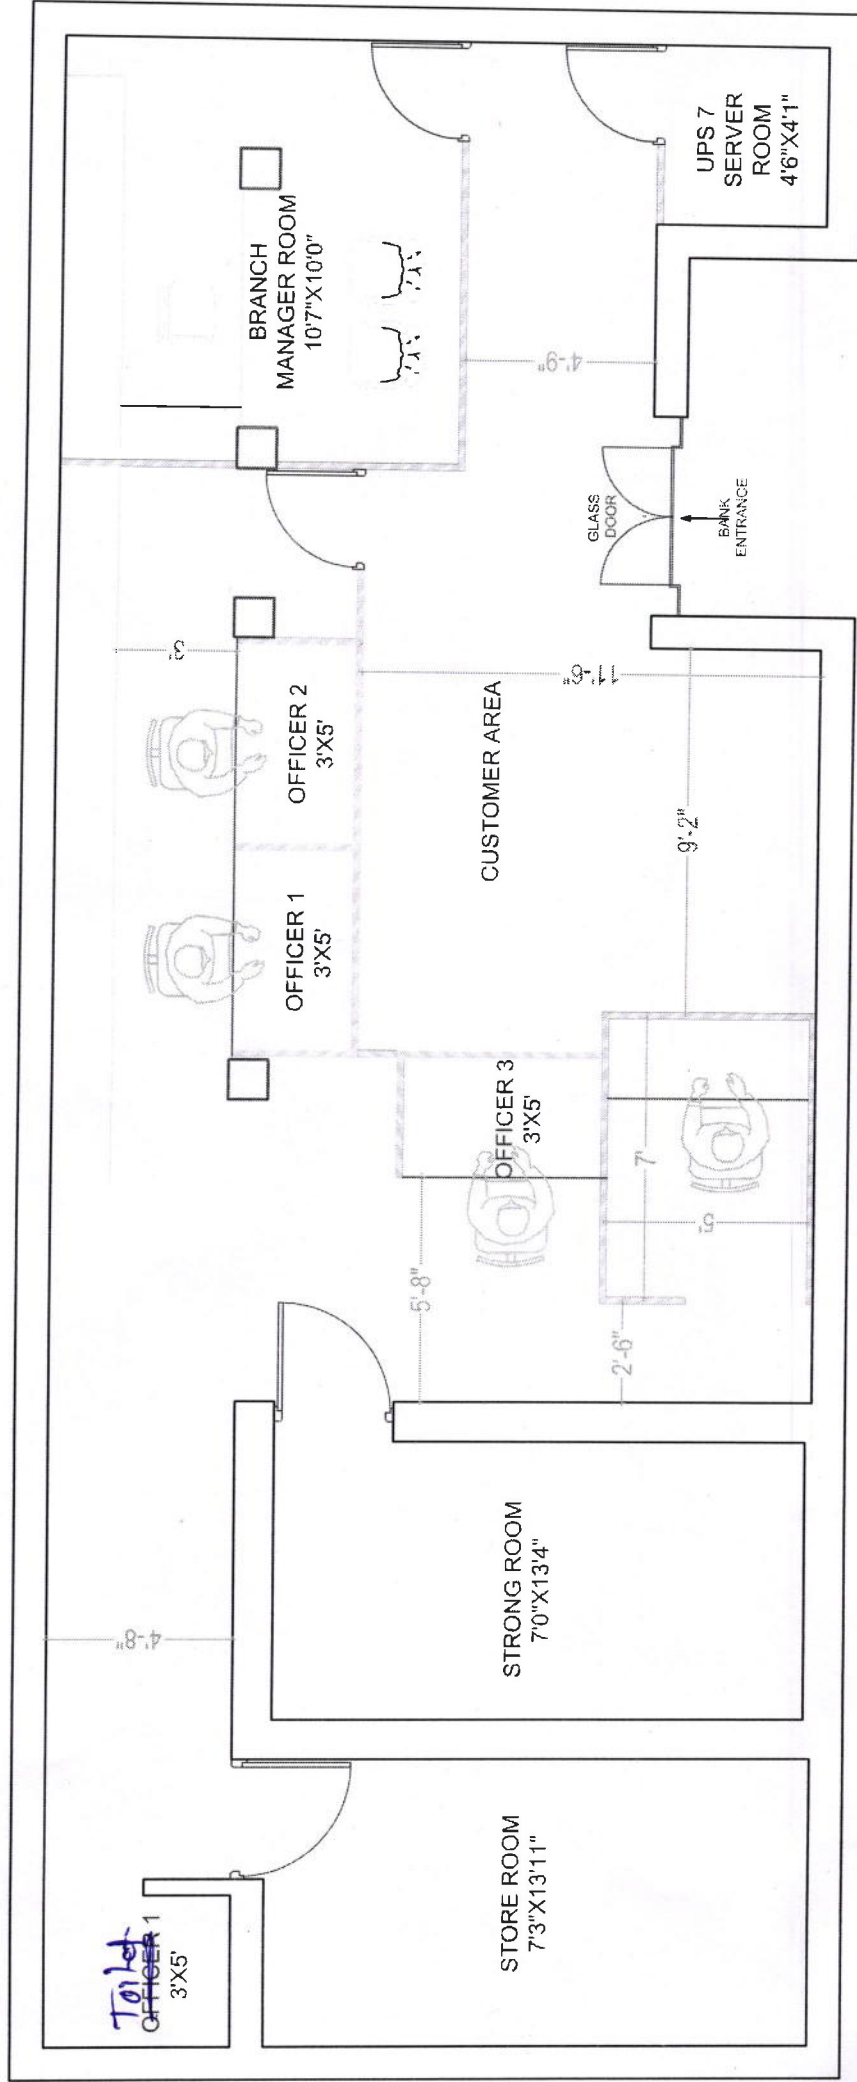 Toilet
OFFICER 1
3'X5'
4'-8"
3'
BRANCH
MANAGER ROOM
10'7"X10'0"
OFFICER 1
3'X5'
OFFICER 2
3'X5'
STORE ROOM
7'3"X13'11"
STRONG ROOM
7'0"X13'4"
5'-8"
OFFICER 3
3'X5'
CUSTOMER AREA
11'-6"
4'-9"
2'-6"
7'
5'
9'-2"
GLASS
DOOR
BANK
ENTRANCE
UPS 7
SERVER
ROOM
4'6"X4'1"